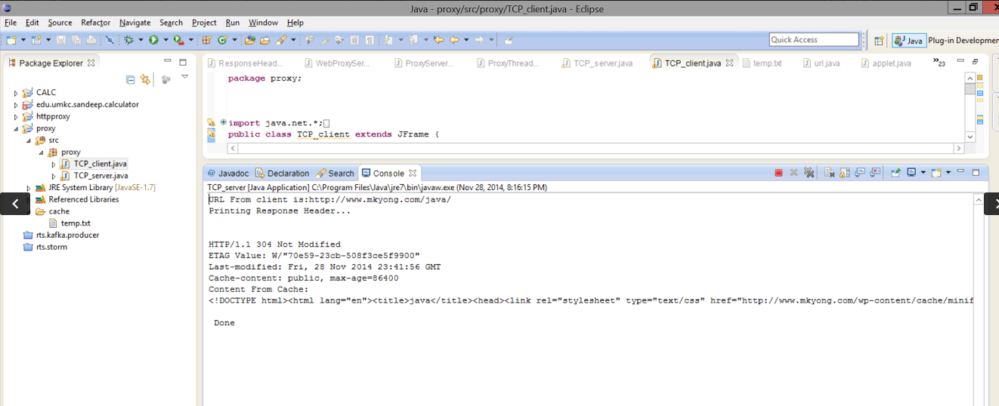 Java - proxy/src/proxy/TCP_client.java - Eclipse
File Edit Source Refactor Navigate Search Project Run Window Help
Quick Access
Java
Plug-in Developmen
Package Explorer
ResponseHead...
WebProxySer...
ProxyServer...
ProxyThread...
TCP_server.java
TCP_client.java
temp.txt
url.java
applet.java
»23
CALC
edu.umkc.sandeep.calculator
httpproxy
proxy
src
proxy
TCP_client.java
TCP_server.java
JRE System Library [JavaSE-1.7]
Referenced Libraries
cache
temp.txt
rts.kafka.producer
rts.storm
package proxy;
import java.net.*;
public class TCP_client extends JFrame {
@ Javadoc Declaration Search Console
TCP_server [Java Application] C:\Program Files\Java\jre7\bin\javaw.exe (Nov 28, 2014, 8:16:15 PM)
URL From client is:http://www.mkyong.com/java/
Printing Response Header...
HTTP/1.1 304 Not Modified
ETAG Value: W/"70e59-23cb-508f3ce5f9900"
Last-modified: Fri, 28 Nov 2014 23:41:56 GMT
Cache-content: public, max-age=86400
Content From Cache:
<!DOCTYPE html><html lang="en"><title>java</title><head><link rel="stylesheet" type="text/css" href="http://www.mkyong.com/wp-content/cache/minif
Done